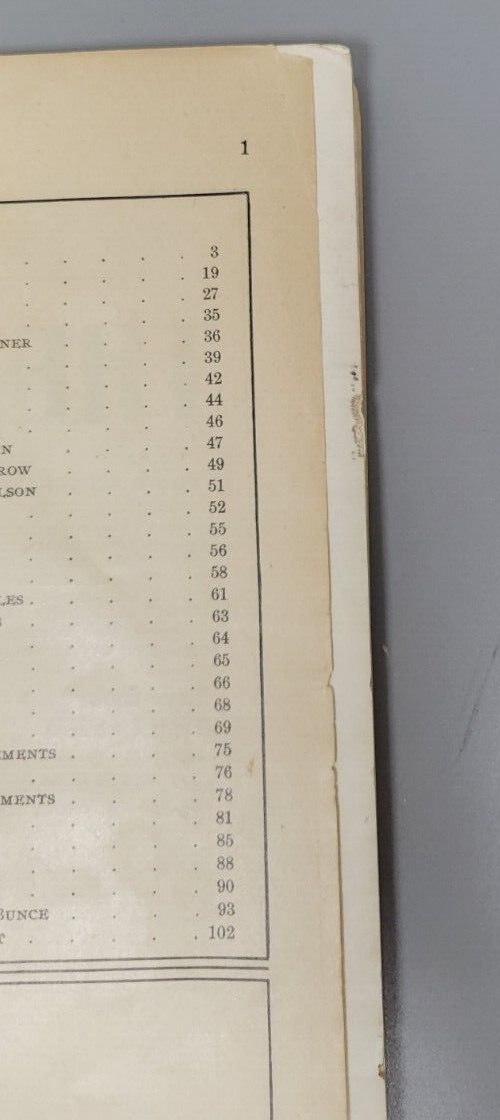 1
. . . . . 3
. . . . . 19
. . . . . 27
. . . . . 35
NER . . . . 36
. . . . . 39
. . . . . 42
. . . . . 44
. . . . . 46
N . . . . 47
ROW . . . . 49
LSON . . . . 51
. . . . . 52
. . . . . 55
. . . . . 56
. . . . . 58
LES . . . . . 61
S . . . . . 63
. . . . . 64
. . . . . 65
. . . . . 66
. . . . . 68
. . . . . 69
EMENTS . . . . 75
. . . . . 76
MENTS . . . . 78
. . . . . 81
. . . . . 85
. . . . . 88
. . . . . 90
BUNCE . . . . 93
T . . . . . 102